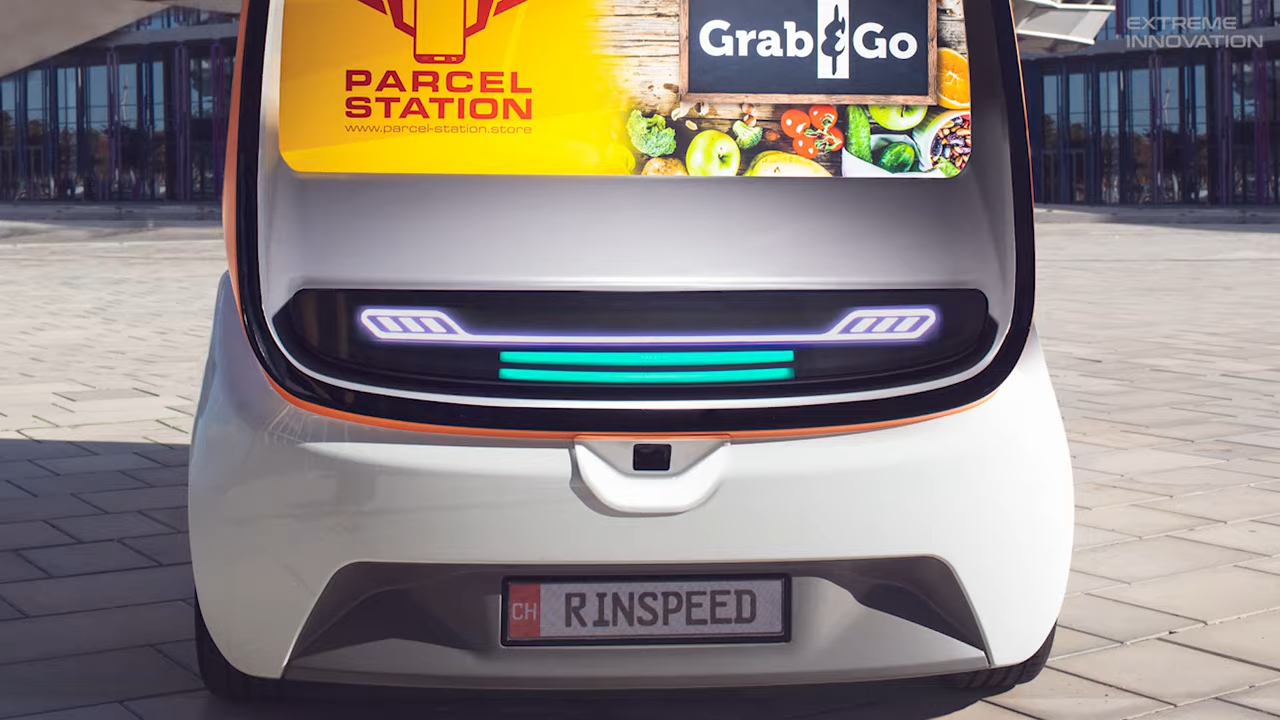 PARCEL
STATION
www.parcel-station.store
Grab&Go
EXTREME
INNOVATION
CH RINSPEED